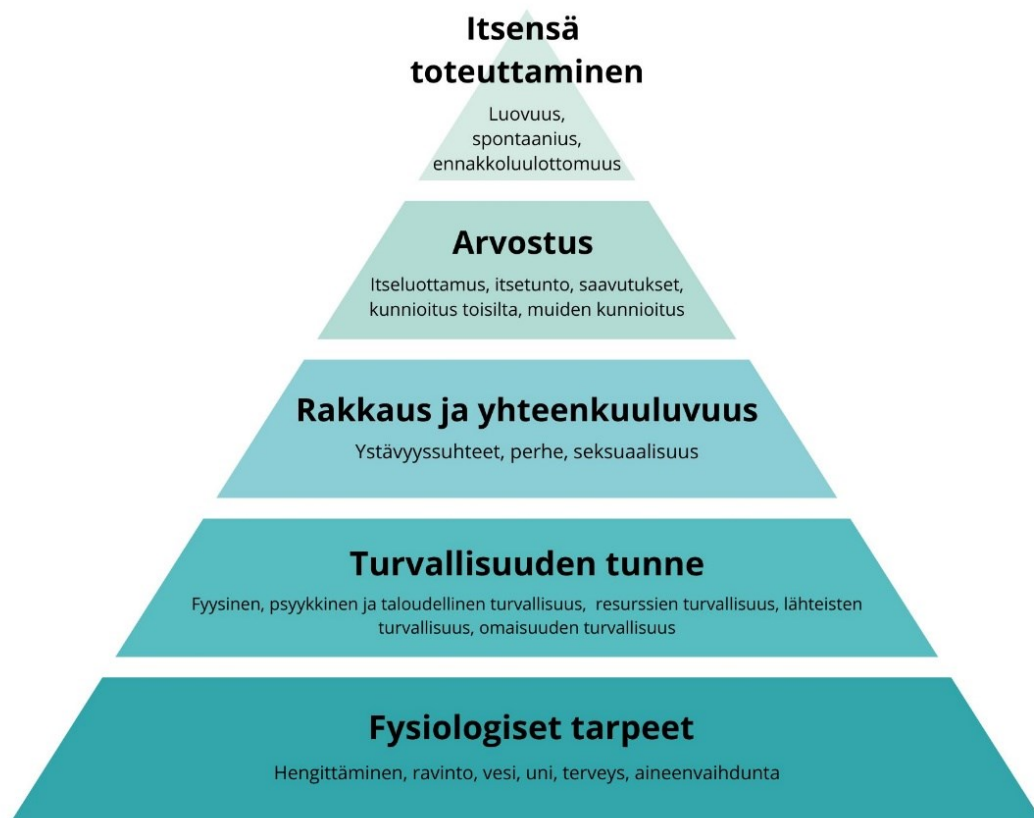 Itsensä
toteuttaminen
Luovuus,
spontaanius,
ennakkoluulottomuus
Arvostus
Itseluottamus, itsetunto, saavutukset,
kunnioitus toisilta, muiden kunnioitus
Rakkaus ja yhteenkuuluvuus
Ystävyyssuhteet, perhe, seksuaalisuus
Turvallisuuden tunne
Fyysinen, psyykkinen ja taloudellinen turvallisuus, resurssien turvallisuus, lähteisten
turvallisuus, omaisuuden turvallisuus
Fysiologiset tarpeet
Hengittäminen, ravinto, vesi, uni, terveys, aineenvaihdunta